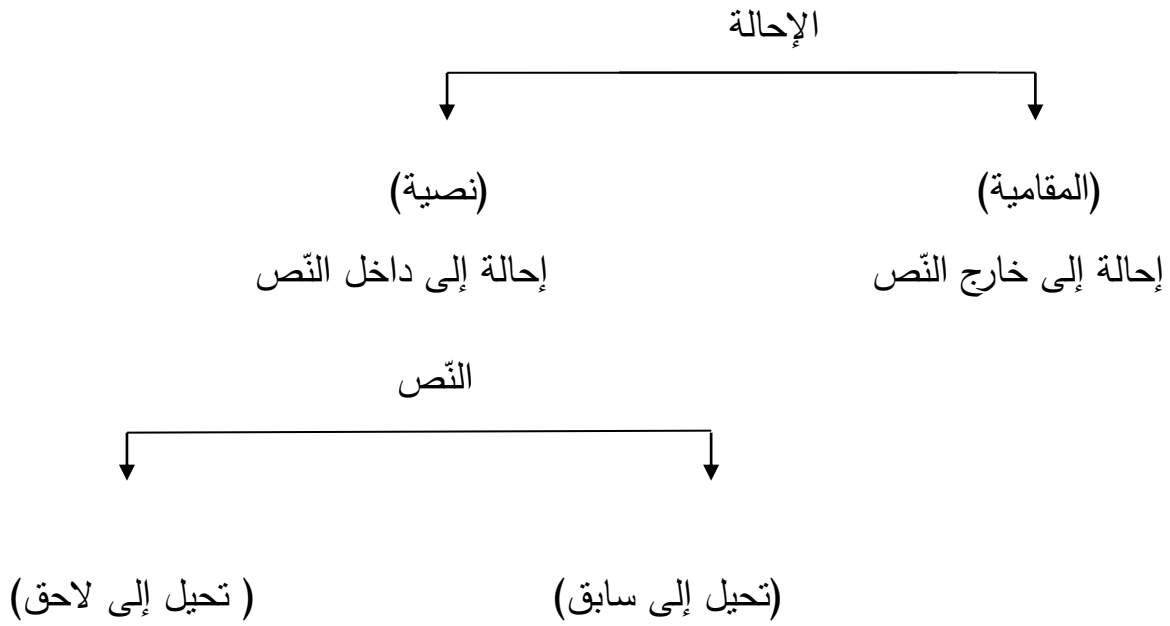 الإحالة
(المقامية) (نصية)
إحالة إلى خارج النّص إحالة إلى داخل النّص
النّص
(تحيل إلى سابق) ( تحيل إلى لاحق)